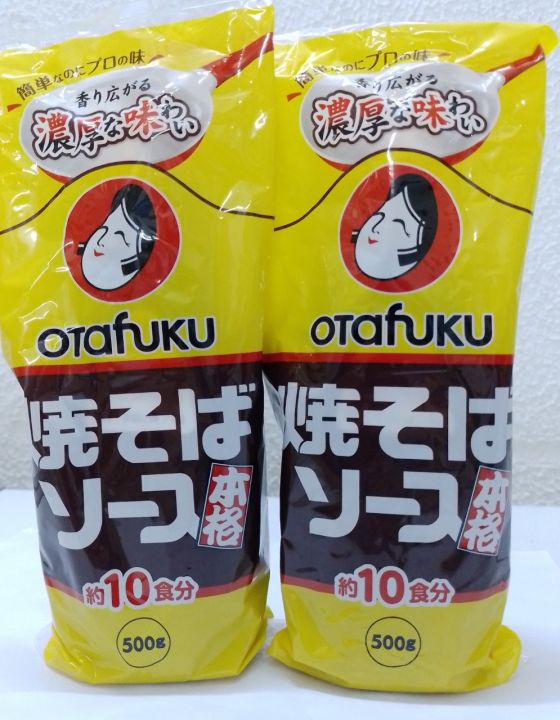 簡単なのにプロの味
香り広がる
濃厚な味わい
OTafUKU
焼そば
ソース
本格
約10食分
500g
簡単なのにプロの味
香り広がる
濃厚な味わい
OTafUKU
焼そば
ソース
本格
約10食分
500g